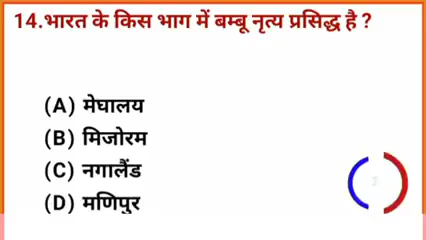 14.भारत के किस भाग में बम्बू नृत्य प्रसिद्ध है ?
(A) मेघालय
(B) मिजोरम
(C) नगालैंड
(D) मणिपुर